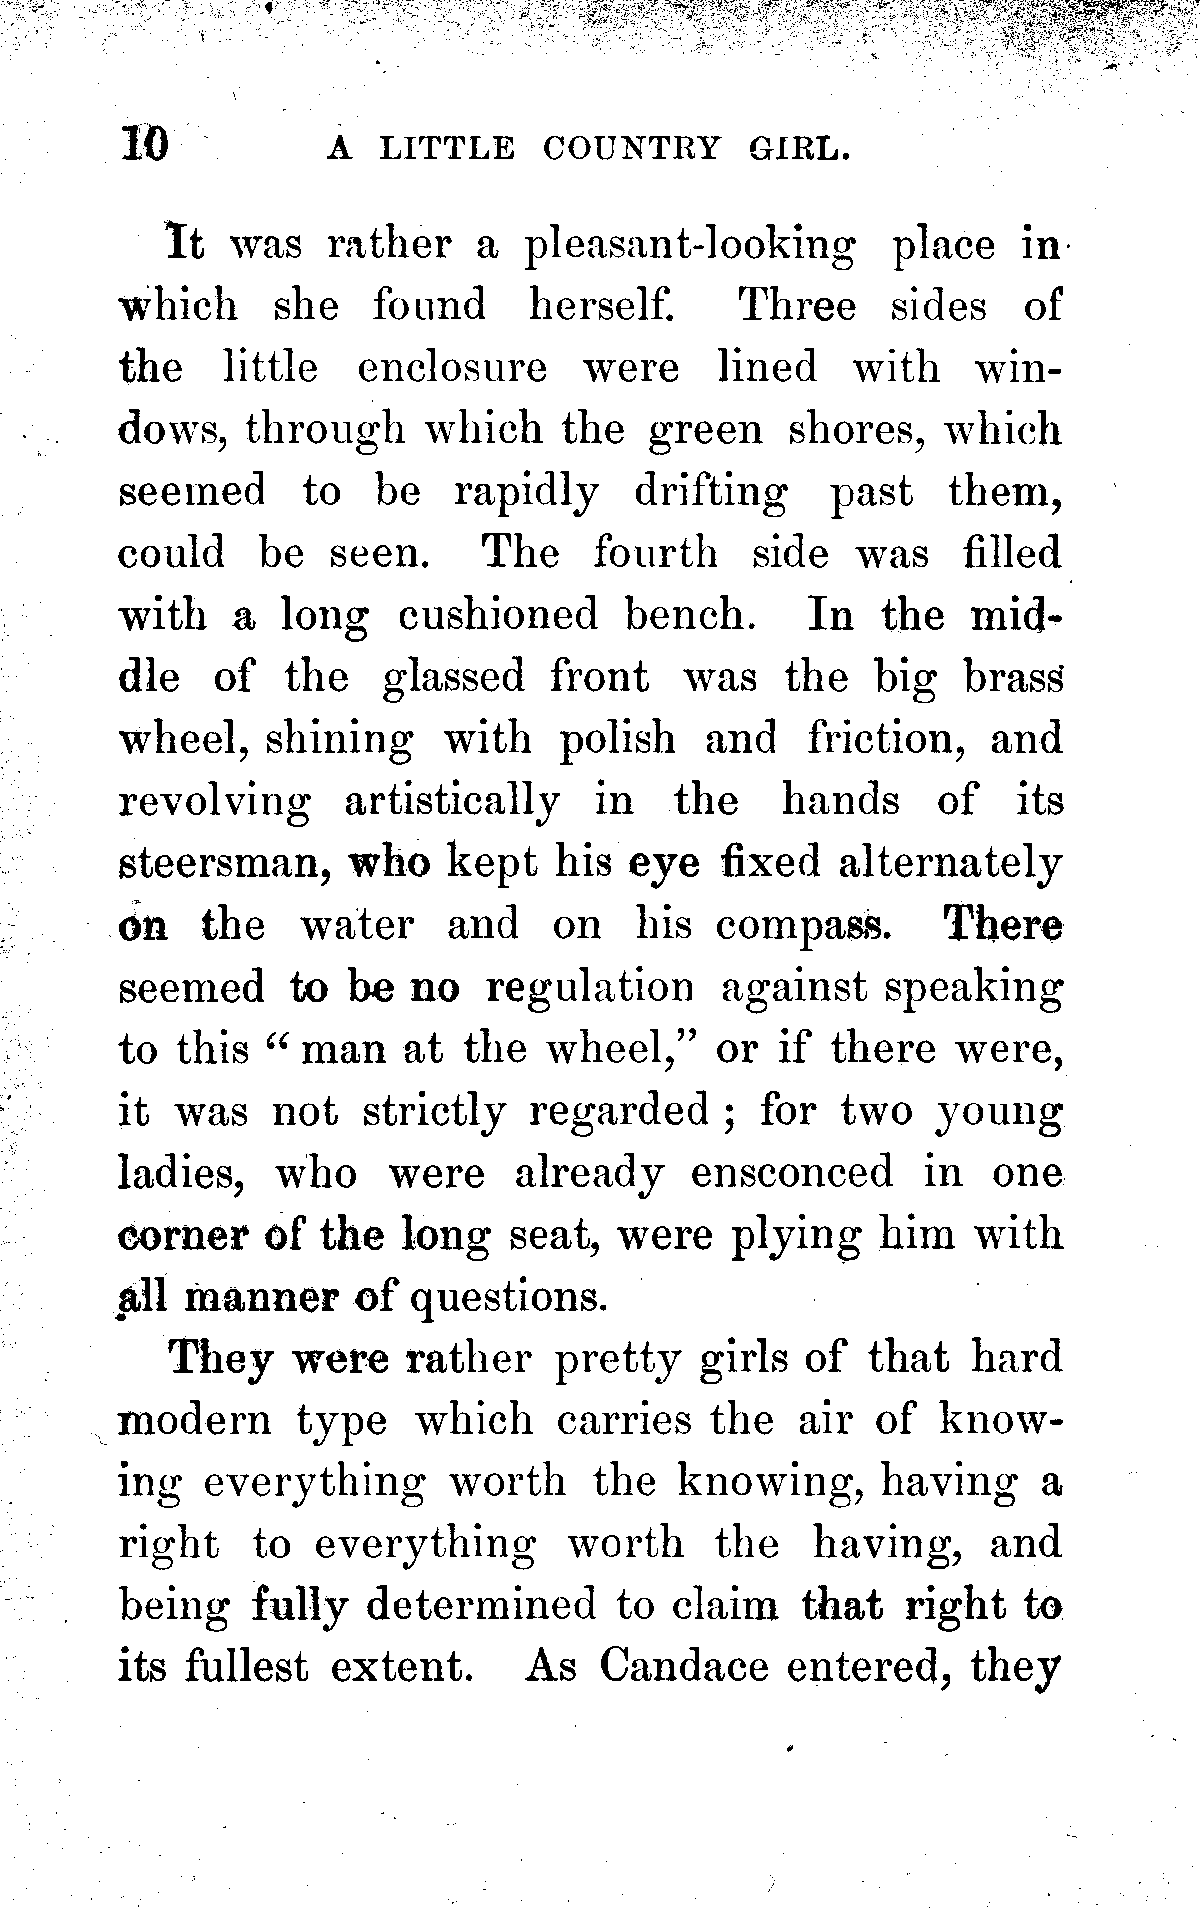 10 A LITTLE COUNTRY GIRL.
It was rather a pleasant-looking place in
which she found herself. Three sides of
the little enclosure were lined with win-
dows, through which the green shores, which
seemed to be rapidly drifting past them,
could be seen. The fourth side was filled
with a long cushioned bench. In the mid-
dle of the glassed front was the big brass
wheel, shining with polish and friction, and
revolving artistically in the hands of its
steersman, who kept his eye fixed alternately
on the water and on his compass. There
seemed to be no regulation against speaking
to this “ man at the wheel,” or if there were,
it was not strictly regarded ; for two young
ladies, who were already ensconced in one
corner of the long seat, were plying him with
all manner of questions.
They were rather pretty girls of that hard
modern type which carries the air of know-
ing everything worth the knowing, having a
right to everything worth the having, and
being fully determined to claim that right to
its fullest extent. As Candace entered, they